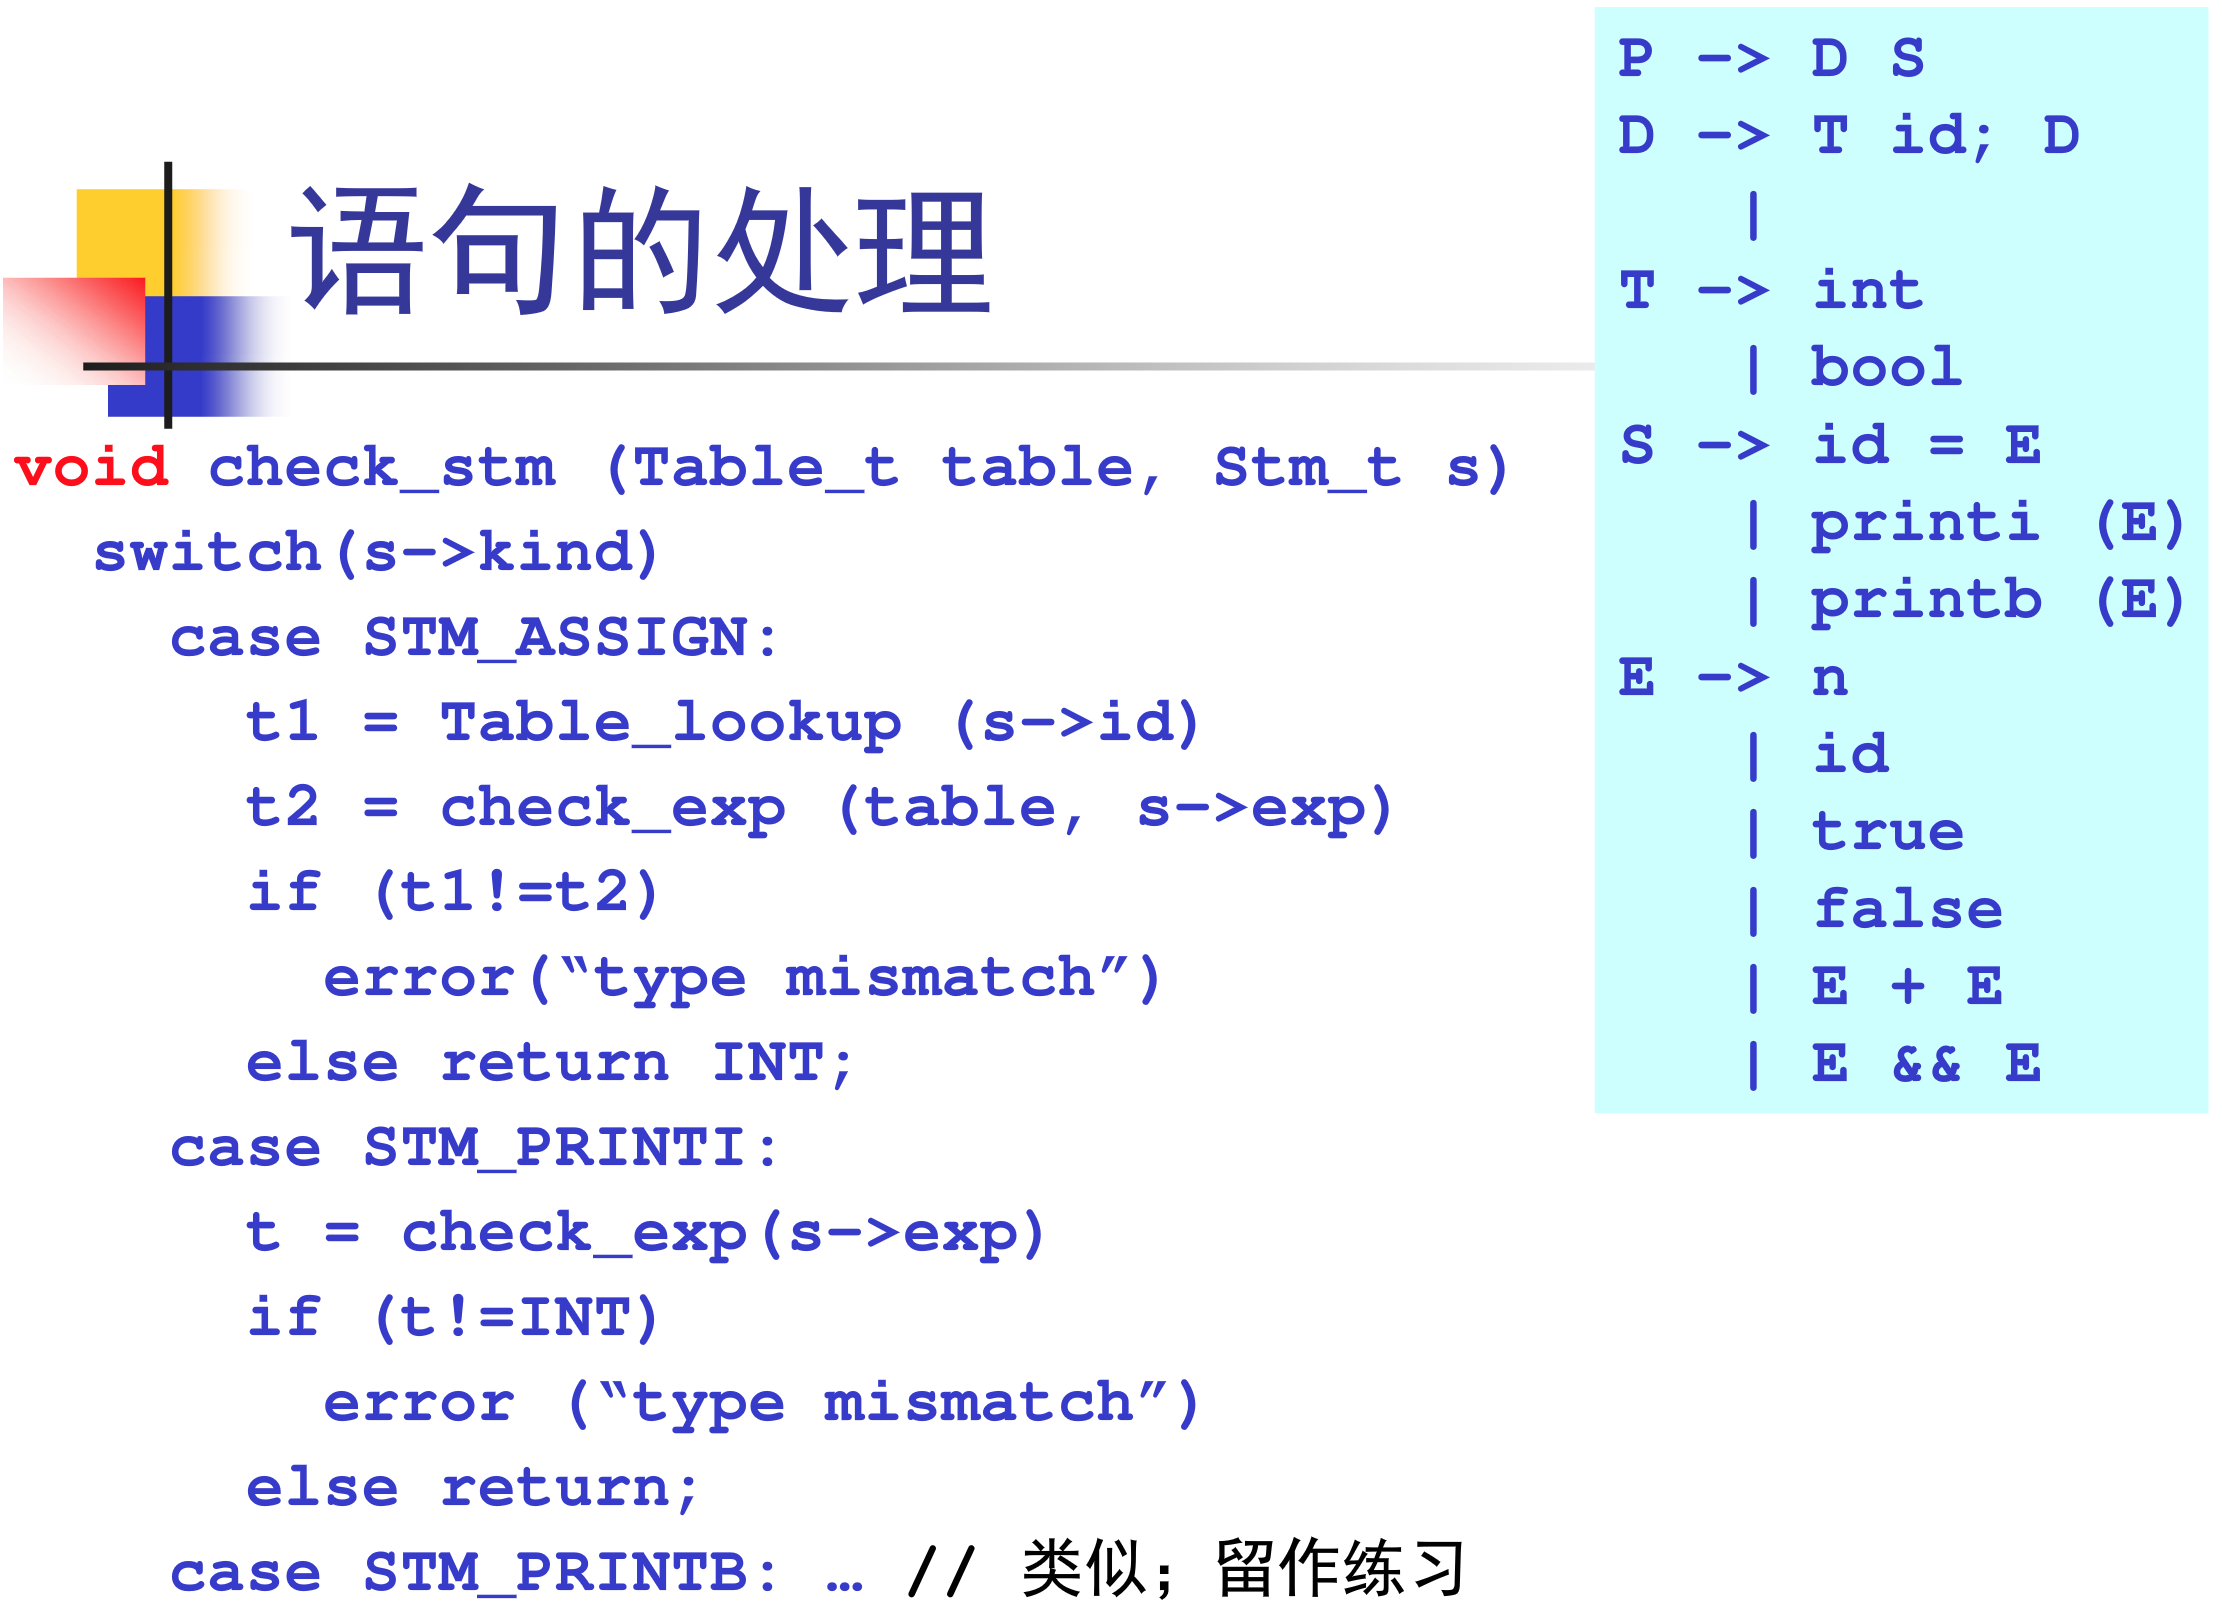 语句的处理
void check_stm (Table_t table, Stm_t s)
switch(s->kind)
case STM_ASSIGN:
t1 = Table_lookup (s->id)
t2 = check_exp (table, s->exp)
if (t1!=t2)
error(“type mismatch”)
else return INT;
case STM_PRINTI:
t = check_exp(s->exp)
if (t!=INT)
error (“type mismatch”)
else return;
case STM_PRINTB: … // 类似；留作练习
P -> D S
D -> T id; D
|
T -> int
| bool
S -> id = E
| printi (E)
| printb (E)
E -> n
| id
| true
| false
| E + E
| E && E